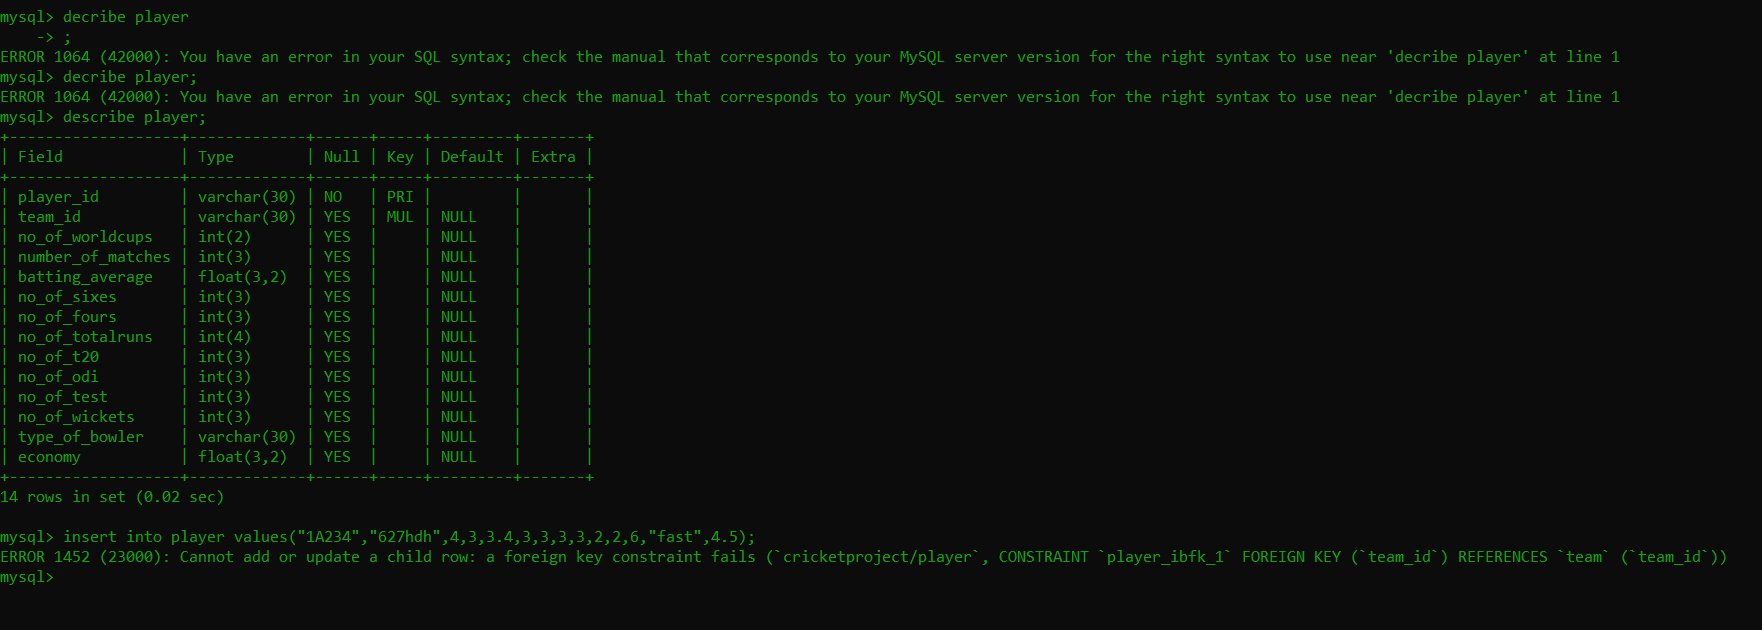 mysql> decribe player
    -> ;
ERROR 1064 (42000): You have an error in your SQL syntax; check the manual that corresponds to your MySQL server version for the right syntax to use near 'decribe player' at line 1
mysql> decribe player;
ERROR 1064 (42000): You have an error in your SQL syntax; check the manual that corresponds to your MySQL server version for the right syntax to use near 'decribe player' at line 1
mysql> describe player;
+-------------------+-------------+------+-----+---------+-------+
| Field             | Type        | Null | Key | Default | Extra |
+-------------------+-------------+------+-----+---------+-------+
| player_id         | varchar(30) | NO   | PRI |         |       |
| team_id           | varchar(30) | YES  | MUL | NULL    |       |
| no_of_worldcups   | int(2)      | YES  |     | NULL    |       |
| number_of_matches | int(3)      | YES  |     | NULL    |       |
| batting_average   | float(3,2)  | YES  |     | NULL    |       |
| no_of_sixes       | int(3)      | YES  |     | NULL    |       |
| no_of_fours       | int(3)      | YES  |     | NULL    |       |
| no_of_totalruns   | int(4)      | YES  |     | NULL    |       |
| no_of_t20         | int(3)      | YES  |     | NULL    |       |
| no_of_odi         | int(3)      | YES  |     | NULL    |       |
| no_of_test        | int(3)      | YES  |     | NULL    |       |
| no_of_wickets     | int(3)      | YES  |     | NULL    |       |
| type_of_bowler    | varchar(30) | YES  |     | NULL    |       |
| economy           | float(3,2)  | YES  |     | NULL    |       |
+-------------------+-------------+------+-----+---------+-------+
14 rows in set (0.02 sec)

mysql> insert into player values("1A234","627hdh",4,3,3.4,3,3,3,3,2,2,6,"fast",4.5);
ERROR 1452 (23000): Cannot add or update a child row: a foreign key constraint fails (`cricketproject/player`, CONSTRAINT `player_ibfk_1` FOREIGN KEY (`team_id`) REFERENCES `team` (`team_id`))
mysql>